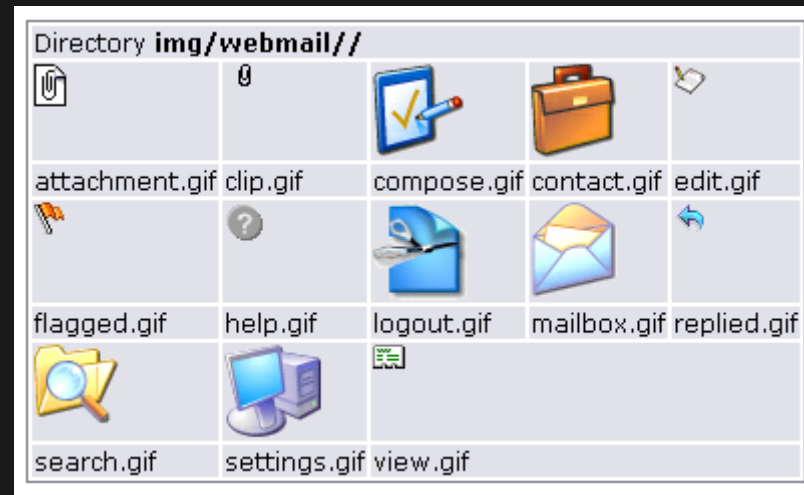 Directory img/webmail//
attachment.gif clip.gif compose.gif contact.gif edit.gif
flagged.gif help.gif logout.gif mailbox.gif replied.gif
search.gif settings.gif view.gif